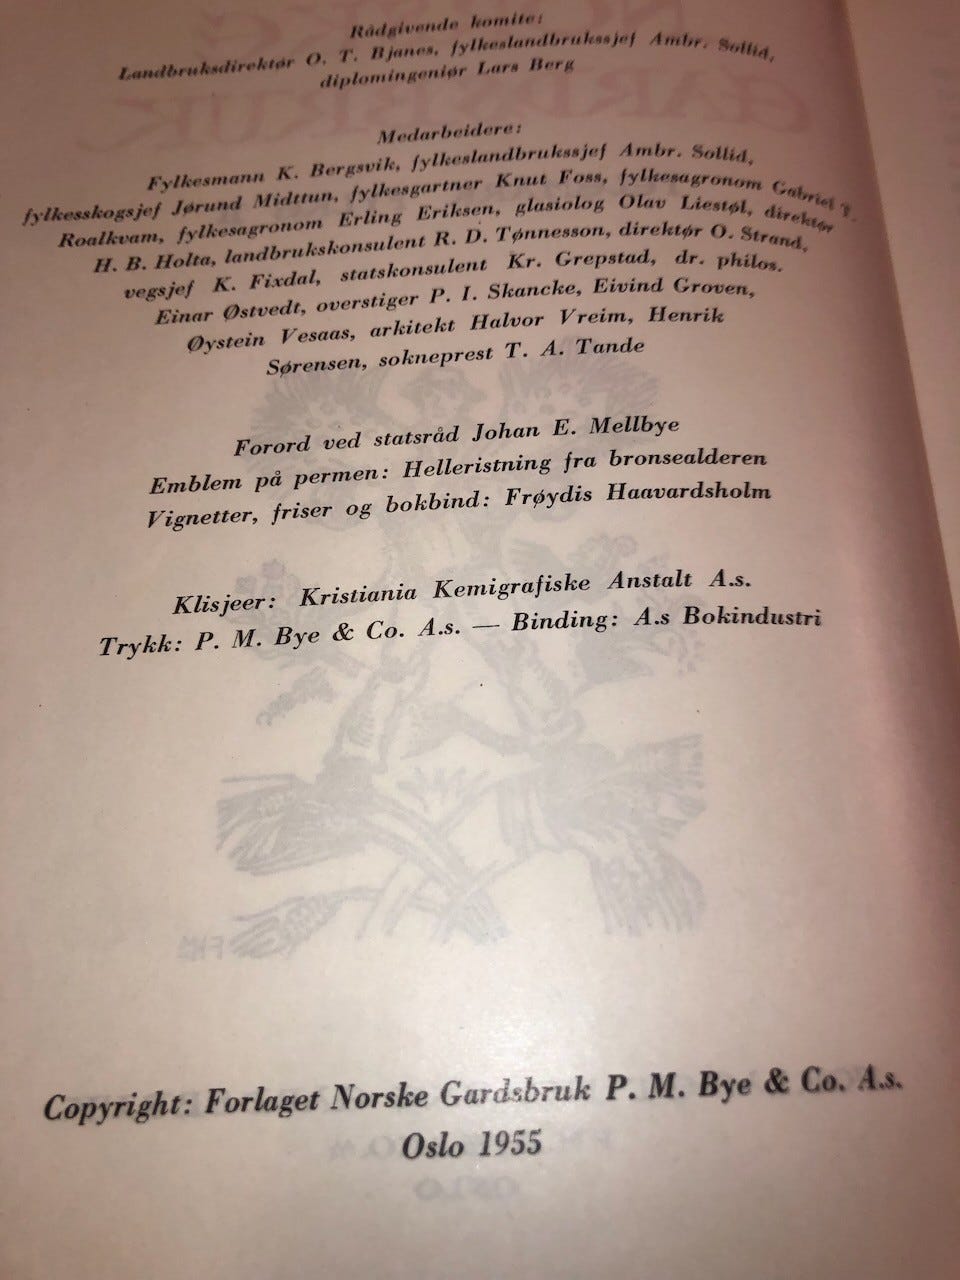 Rådgivende komite:
Landbruksdirektør O. T. Bjanes, fylkeslandbrukssjef Ambr. Sollid,
diplomingeniør Lars Berg
Medarbeidere:
Fylkesmann K. Bergsvik, fylkeslandbrukssjef Ambr. Sollid,
fylkesskogsjef Jørund Midttun, fylkesgartner Knut Foss, fylkesagronom Gabriel T.
Roalkvam, fylkesagronom Erling Eriksen, glasiolog Olav Liestøl, direktør
H. B. Holta, landbrukskonsulent R. D. Tønnesson, direktør O. Strand,
vegsjef K. Fixdal, statskonsulent Kr. Grepstad, dr. philos.
Einar Østvedt, overstiger P. I. Skancke, Eivind Groven,
Øystein Vesaas, arkitekt Halvor Vreim, Henrik
Sørensen, sokneprest T. A. Tande
Forord ved statsråd Johan E. Mellbye
Emblem på permen: Helleristning fra bronsealderen
Vignetter, friser og bokbind: Frøydis Haavardsholm
Klisjeer: Kristiania Kemigrafiske Anstalt A.s.
Trykk: P. M. Bye & Co. A.s. — Binding: A.s Bokindustri
Copyright: Forlaget Norske Gardsbruk P. M. Bye & Co. A.s.
Oslo 1955